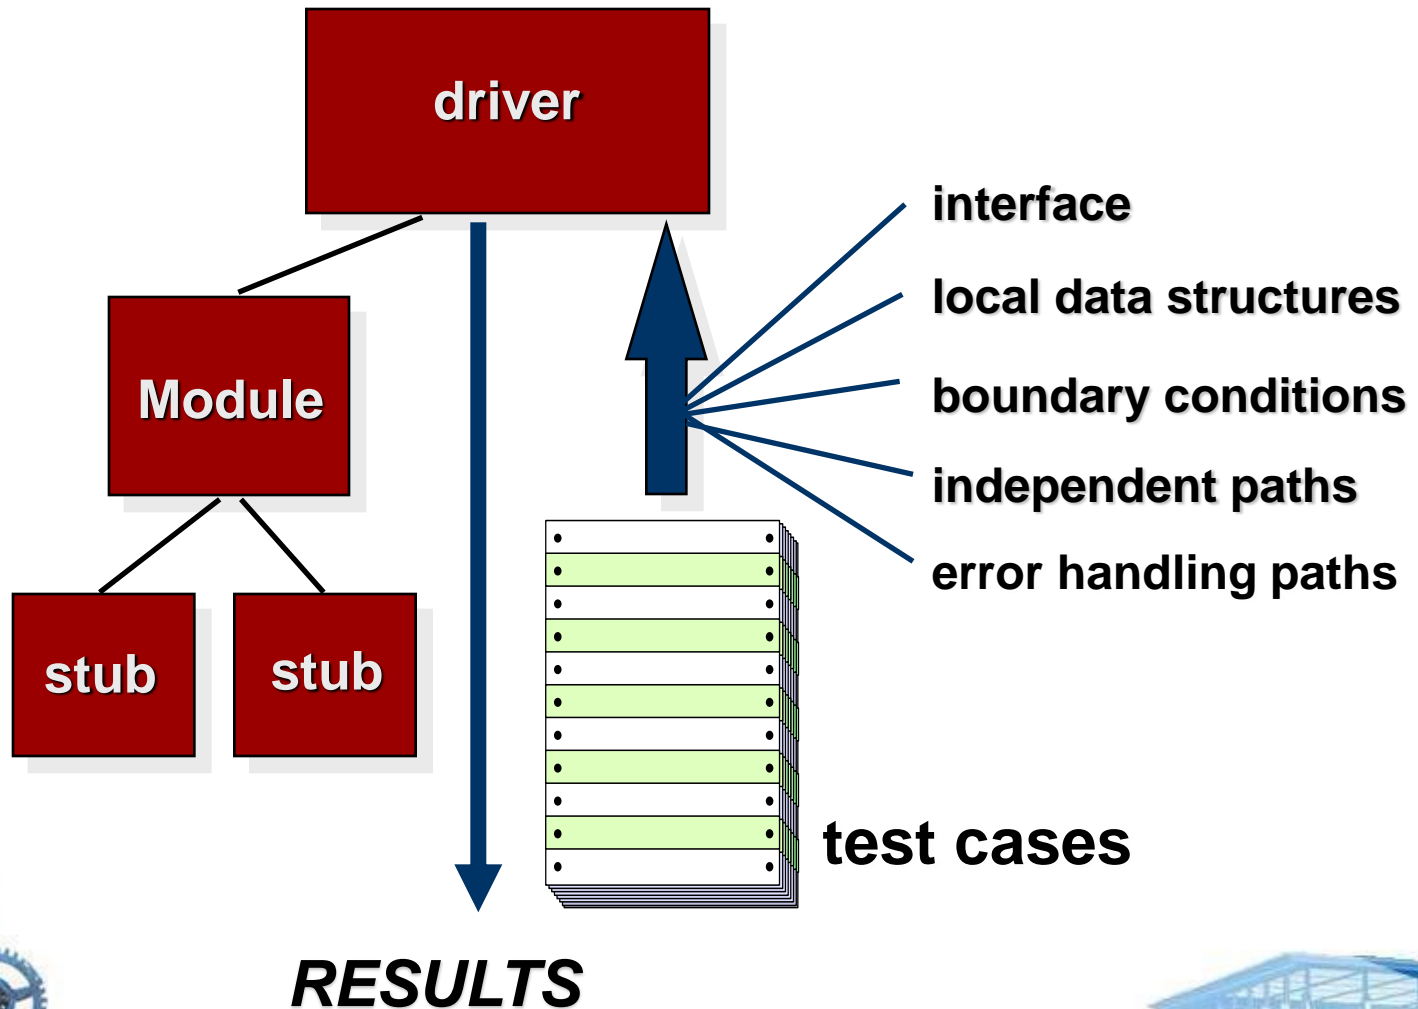 driver
interface
local data structures
Module
boundary conditions
independent paths
error handling paths
stub
stub
test cases
RESULTS